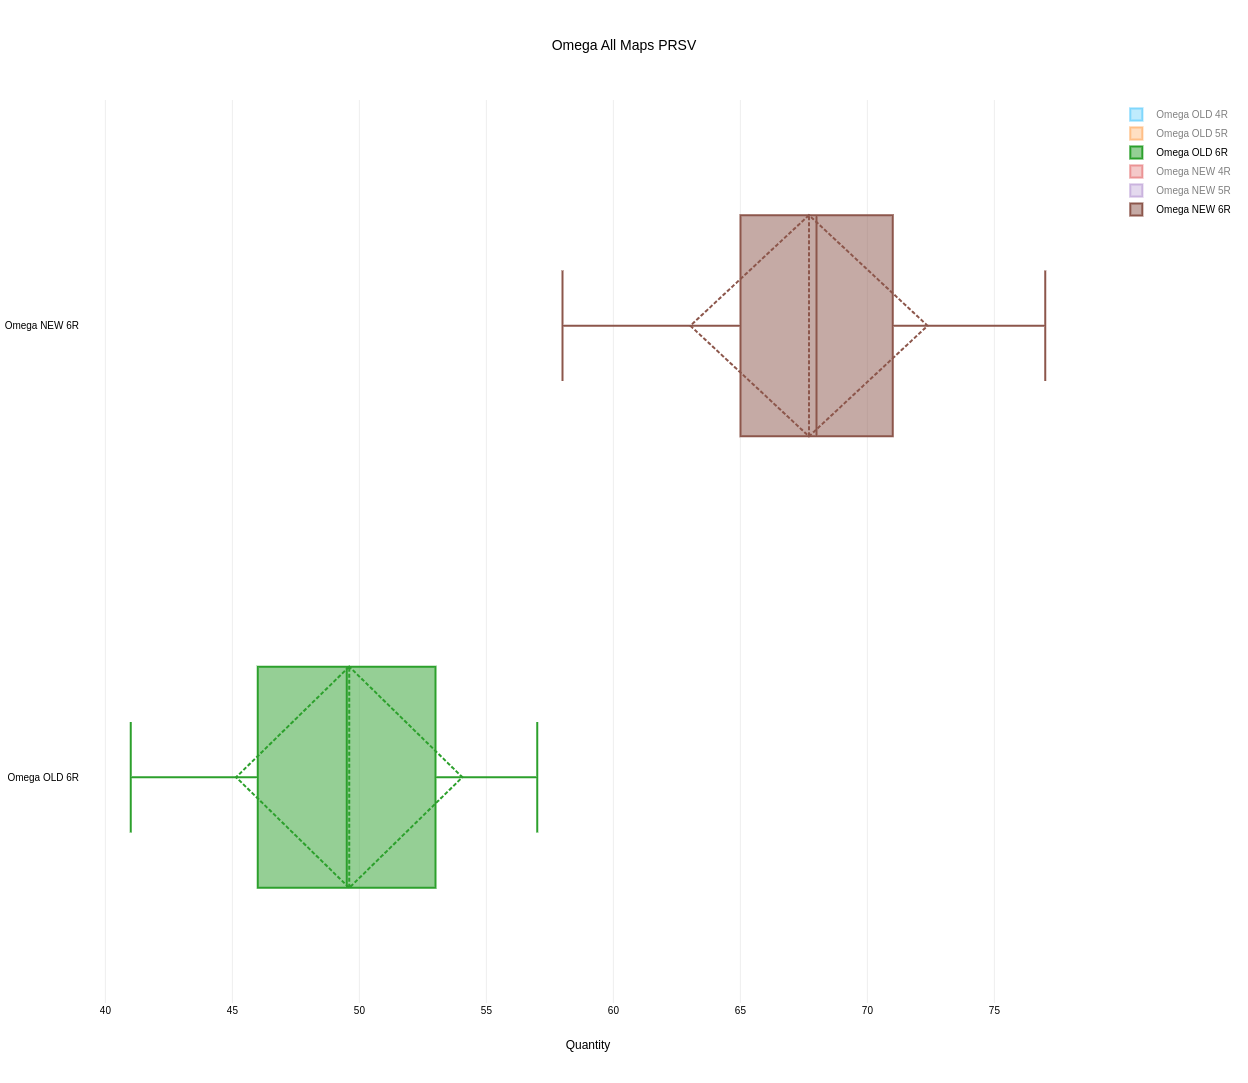 Omega All Maps PRSV
Omega OLD 4R
Omega OLD 5R
Omega OLD 6R
Omega NEW 4R
Omega NEW 5R
Omega NEW 6R
Omega NEW 6R
Omega OLD 6R
40 45 50 55 60 65 70 75
Quantity